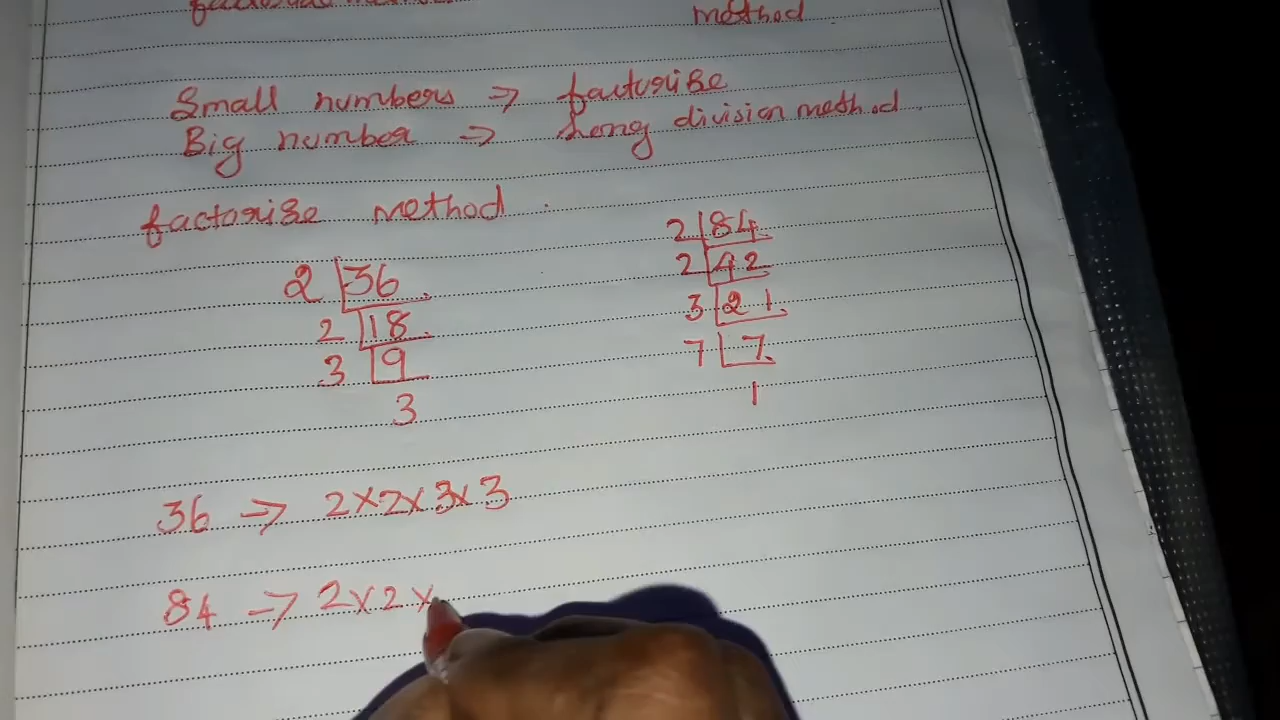 method
Small numbers ⇒ factorise
Big number ⇒ long division method.
factorise method.
2 | 36
2 | 18
3 | 9
3
2 | 84
2 | 42
3 | 21
7 | 7
1
36 ⇒ 2×2×3×3
84 ⇒ 2×2×